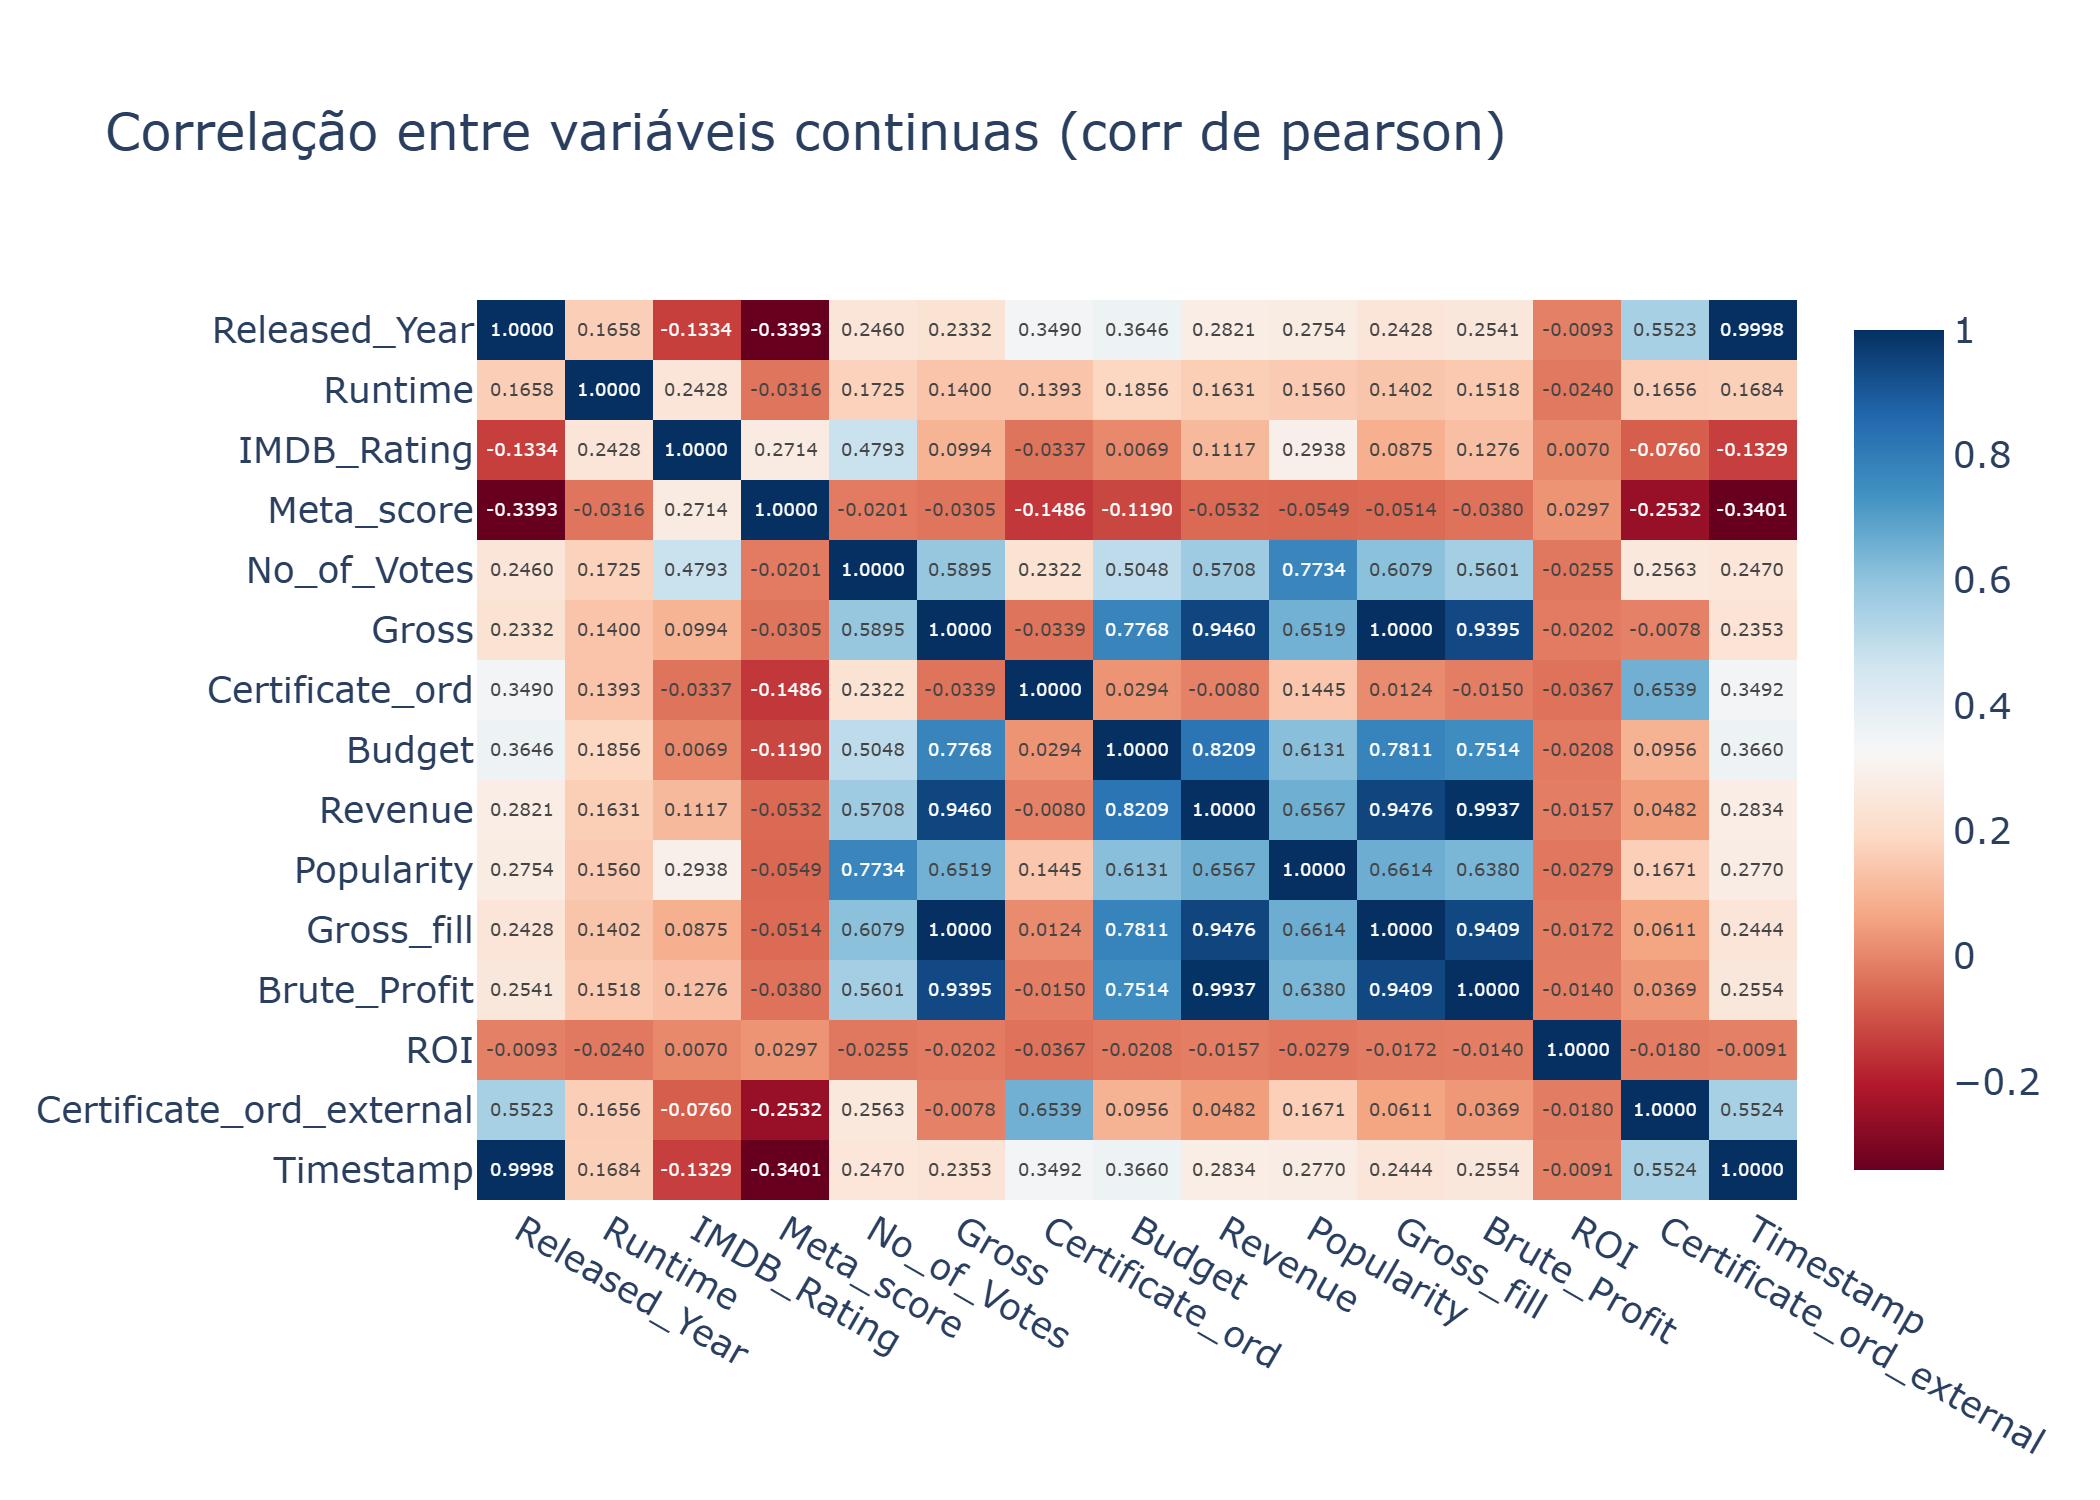 Correlação entre variáveis continuas (corr de pearson)
Released_Year 1.0000 0.1658 -0.1334 -0.3393 0.2460 0.2332 0.3490 0.3646 0.2821 0.2754 0.2428 0.2541 -0.0093 0.5523 0.9998
Runtime 0.1658 1.0000 0.2428 -0.0316 0.1725 0.1400 0.1393 0.1856 0.1631 0.1560 0.1402 0.1518 -0.0240 0.1656 0.1684
IMDB_Rating -0.1334 0.2428 1.0000 0.2714 0.4793 0.0994 -0.0337 0.0069 0.1117 0.2938 0.0875 0.1276 0.0070 -0.0760 -0.1329
Meta_score -0.3393 -0.0316 0.2714 1.0000 -0.0201 -0.0305 -0.1486 -0.1190 -0.0532 -0.0549 -0.0514 -0.0380 0.0297 -0.2532 -0.3401
No_of_Votes 0.2460 0.1725 0.4793 -0.0201 1.0000 0.5895 0.2322 0.5048 0.5708 0.7734 0.6079 0.5601 -0.0255 0.2563 0.2470
Gross 0.2332 0.1400 0.0994 -0.0305 0.5895 1.0000 -0.0339 0.7768 0.9460 0.6519 1.0000 0.9395 -0.0202 -0.0078 0.2353
Certificate_ord 0.3490 0.1393 -0.0337 -0.1486 0.2322 -0.0339 1.0000 0.0294 -0.0080 0.1445 0.0124 -0.0150 -0.0367 0.6539 0.3492
Budget 0.3646 0.1856 0.0069 -0.1190 0.5048 0.7768 0.0294 1.0000 0.8209 0.6131 0.7811 0.7514 -0.0208 0.0956 0.3660
Revenue 0.2821 0.1631 0.1117 -0.0532 0.5708 0.9460 -0.0080 0.8209 1.0000 0.6567 0.9476 0.9937 -0.0157 0.0482 0.2834
Popularity 0.2754 0.1560 0.2938 -0.0549 0.7734 0.6519 0.1445 0.6131 0.6567 1.0000 0.6614 0.6380 -0.0279 0.1671 0.2770
Gross_fill 0.2428 0.1402 0.0875 -0.0514 0.6079 1.0000 0.0124 0.7811 0.9476 0.6614 1.0000 0.9409 -0.0172 0.0611 0.2444
Brute_Profit 0.2541 0.1518 0.1276 -0.0380 0.5601 0.9395 -0.0150 0.7514 0.9937 0.6380 0.9409 1.0000 -0.0140 0.0369 0.2554
ROI -0.0093 -0.0240 0.0070 0.0297 -0.0255 -0.0202 -0.0367 -0.0208 -0.0157 -0.0279 -0.0172 -0.0140 1.0000 -0.0180 -0.0091
Certificate_ord_external 0.5523 0.1656 -0.0760 -0.2532 0.2563 -0.0078 0.6539 0.0956 0.0482 0.1671 0.0611 0.0369 -0.0180 1.0000 0.5524
Timestamp 0.9998 0.1684 -0.1329 -0.3401 0.2470 0.2353 0.3492 0.3660 0.2834 0.2770 0.2444 0.2554 -0.0091 0.5524 1.0000
Released_Year
Runtime
IMDB_Rating
Meta_score
No_of_Votes
Gross
Certificate_ord
Budget
Revenue
Popularity
Gross_fill
Brute_Profit
ROI
Certificate_ord_external
Timestamp
1
0.8
0.6
0.4
0.2
0
−0.2